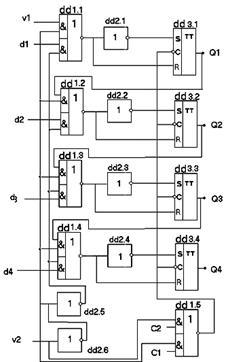 dd1.1
dd3.1
v1
&
1
dd2.1
1
S TT
C
R
Q1
d1
&
dd1.2
dd2.2
dd3.2
&
1
1
S TT
C
R
Q2
d2
&
dd1.3
dd2.3
dd3.3
&
1
1
S TT
C
R
Q3
d3
&
dd1.4
dd2.4
dd3.4
&
1
1
S TT
C
R
Q4
d4
&
1
dd2.5
dd1.5
v2
1
dd2.6
C2
C1
&
&
1